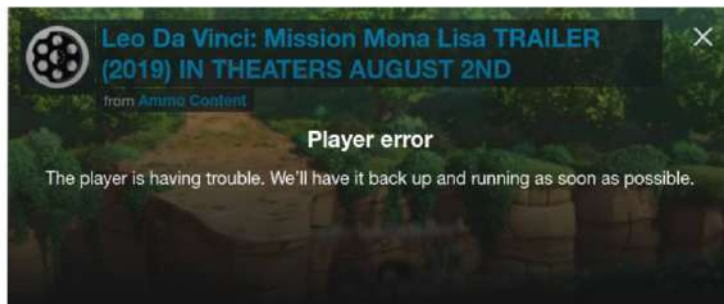 Leo Da Vinci: Mission Mona Lisa TRAILER
(2019) IN THEATERS AUGUST 2ND
from Ammo Content
Player error
The player is having trouble. We'll have it back up and running as soon as possible.